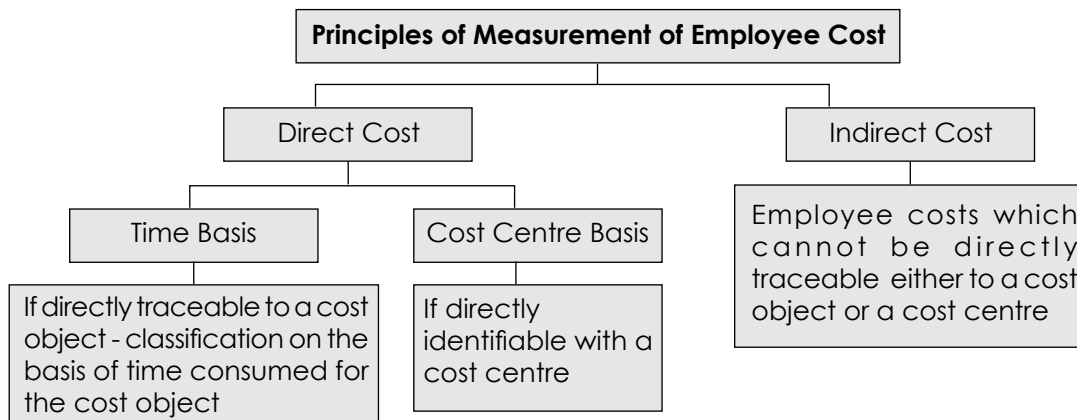 Principles of Measurement of Employee Cost
Direct Cost
Indirect Cost
Time Basis
Cost Centre Basis
If directly traceable to a cost
object - classification on the
basis of time consumed for
the cost object
If directly
identifiable with a
cost centre
Employee costs which
cannot be directly
traceable either to a cost
object or a cost centre